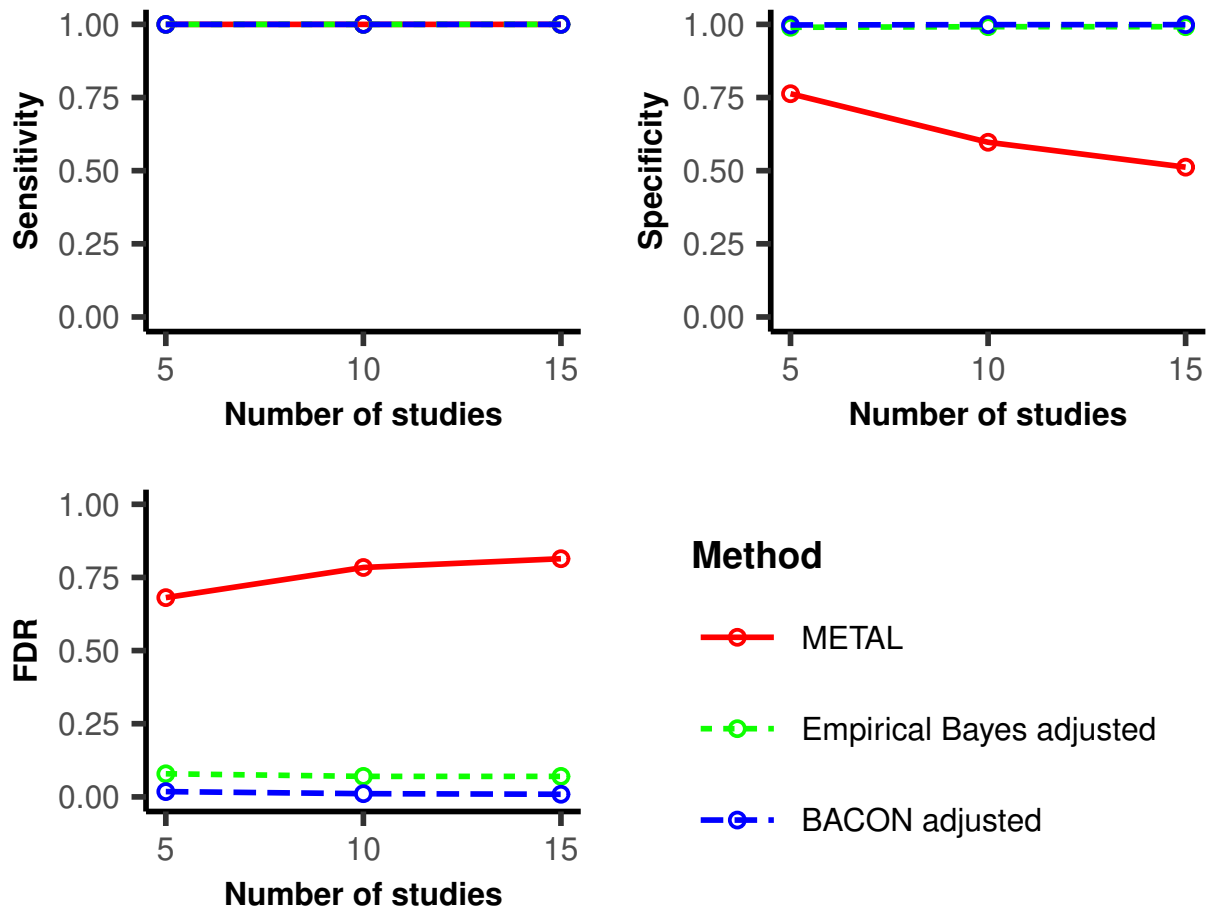 Sensitivity
1.00
0.75
0.50
0.25
0.00
5 10 15
Number of studies
Specificity
1.00
0.75
0.50
0.25
0.00
5 10 15
Number of studies
FDR
1.00
0.75
0.50
0.25
0.00
5 10 15
Number of studies
Method
METAL
Empirical Bayes adjusted
BACON adjusted